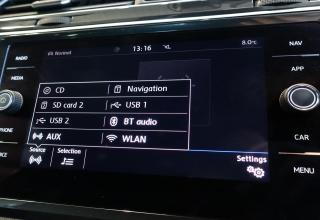 RADIO
NAV
13:16
8.0°C
MEDIA
APP
CD
Navigation
SD card 2
USB 1
USB 2
BT audio
AUX
WLAN
PHONE
CAR
Source
Selection
Settings
MENU